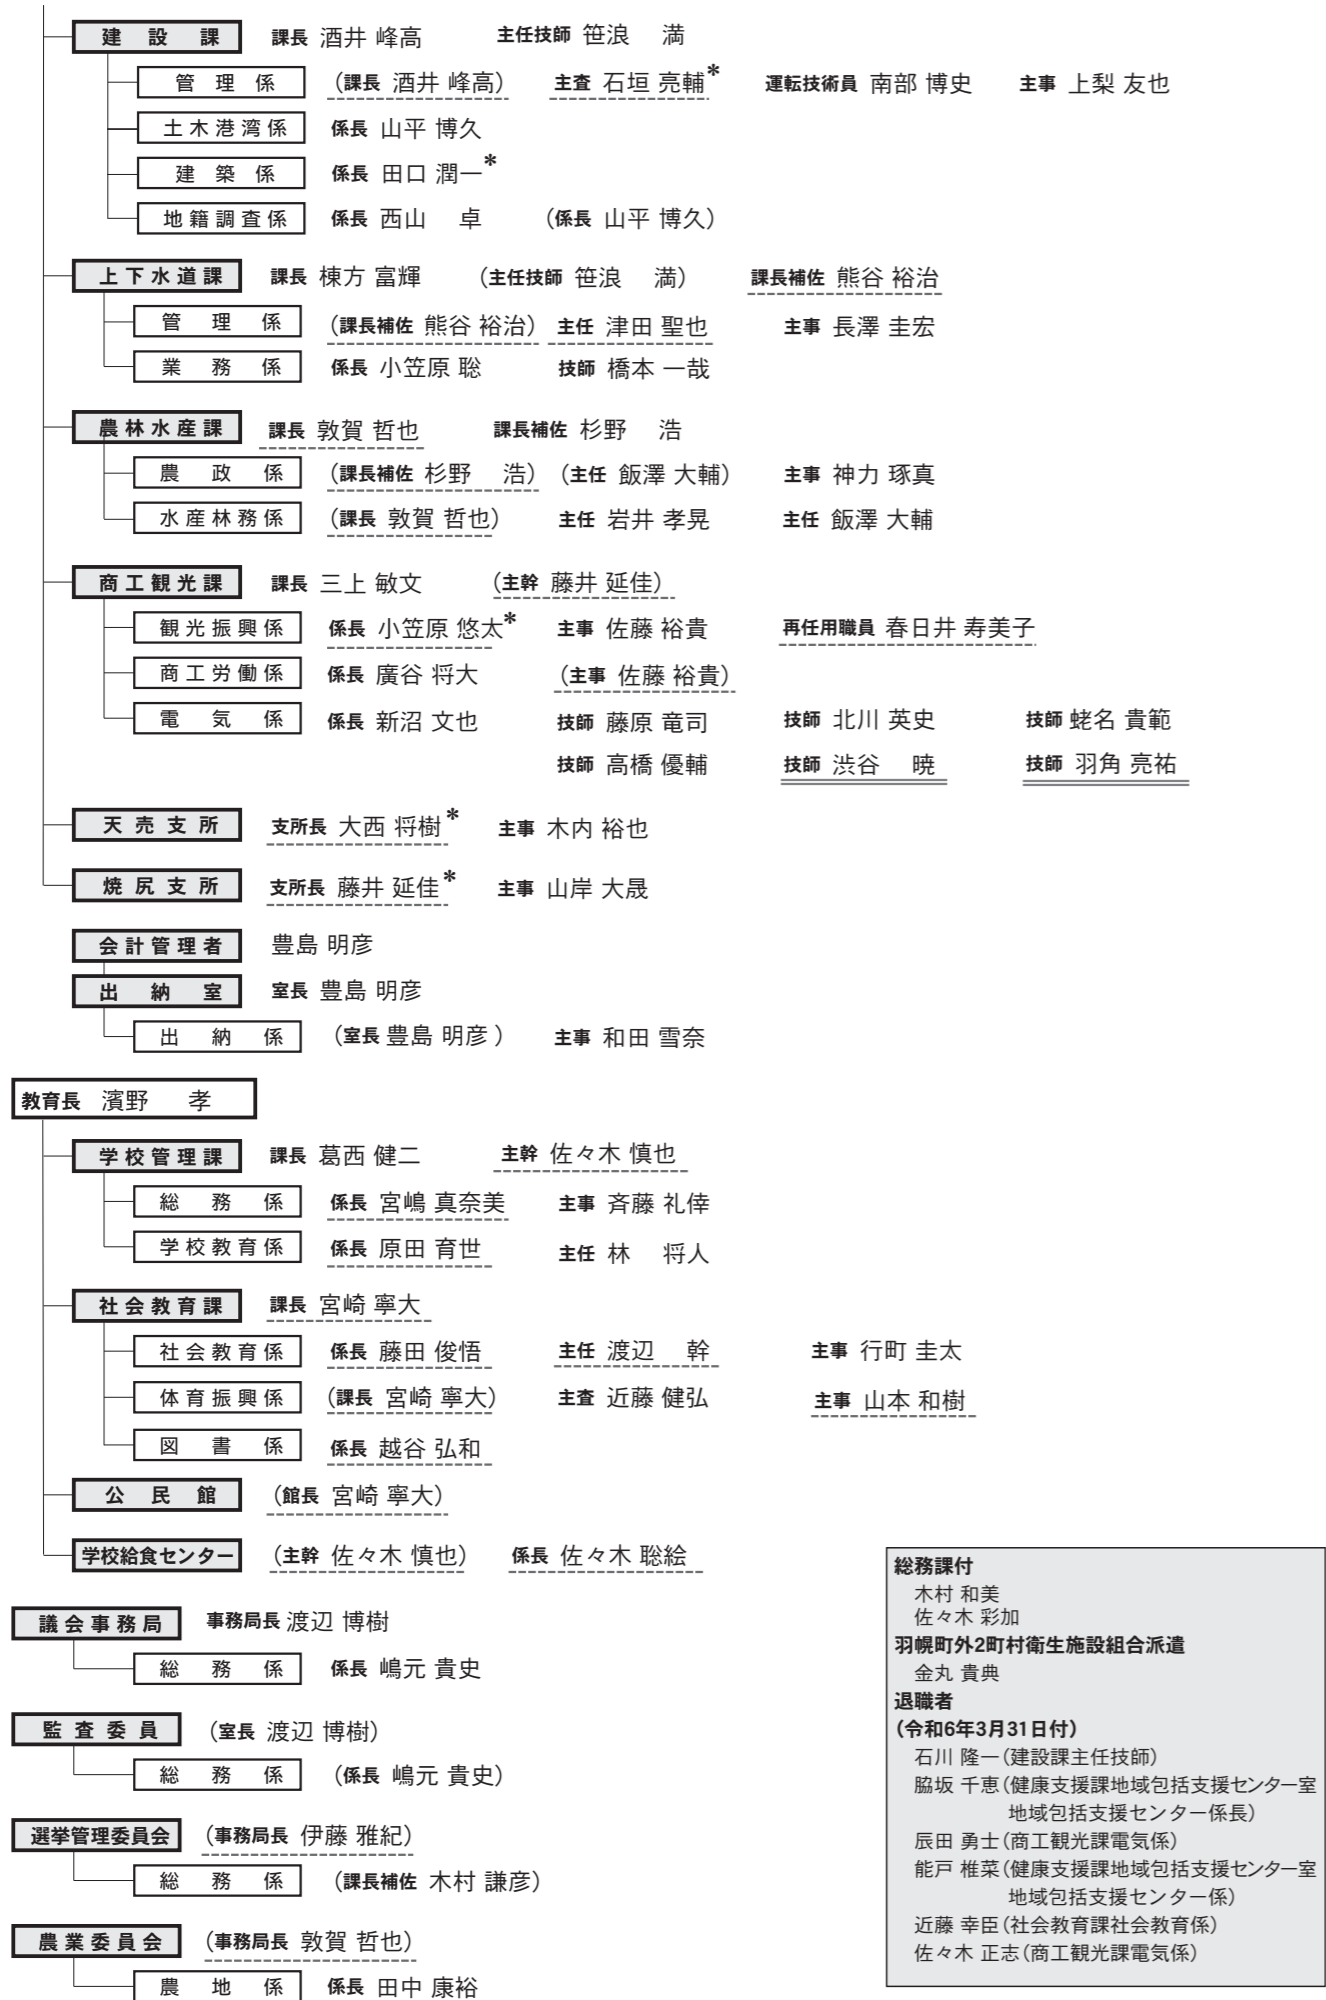 建設課 課長 酒井 峰高 主任技師 笹浪 満
管理係 （課長 酒井 峰高） 主査 石垣 亮輔* 運転技術員 南部 博史 主事 上梨 友也
土木港湾係 係長 山平 博久
建築係 係長 田口 潤一*
地籍調査係 係長 西山 卓 （係長 山平 博久）
上下水道課 課長 棟方 富輝 （主任技師 笹浪 満） 課長補佐 熊谷 裕治
管理係 （課長補佐 熊谷 裕治） 主任 津田 聖也 主事 長澤 圭宏
業務係 係長 小笠原 聡 技師 橋本 一哉
農林水産課 課長 敦賀 哲也 課長補佐 杉野 浩
農政係 （課長補佐 杉野 浩） （主任 飯澤 大輔） 主事 神力 琢真
水産林務係 （課長 敦賀 哲也） 主任 岩井 孝晃 主任 飯澤 大輔
商工観光課 課長 三上 敏文 （主幹 藤井 延佳）
観光振興係 係長 小笠原 悠太* 主事 佐藤 裕貴 再任用職員 春日井 寿美子
商工労働係 係長 廣谷 将大 （主事 佐藤 裕貴）
電気係 係長 新沼 文也 技師 藤原 竜司 技師 北川 英史 技師 蛯名 貴範
技師 高橋 優輔 技師 渋谷 暁 技師 羽角 亮祐
天売支所 支所長 大西 将樹* 主事 木内 裕也
焼尻支所 支所長 藤井 延佳* 主事 山岸 大晟
会計管理者 豊島 明彦
出納室 室長 豊島 明彦
出納係 （室長 豊島 明彦） 主事 和田 雪奈
教育長 濱野 孝
学校管理課 課長 葛西 健二 主幹 佐々木 慎也
総務係 係長 宮嶋 真奈美 主事 斉藤 礼倖
学校教育係 係長 原田 育世 主任 林 将人
社会教育課 課長 宮崎 寧大
社会教育係 係長 藤田 俊悟 主任 渡辺 幹 主事 行町 圭太
体育振興係 （課長 宮崎 寧大） 主査 近藤 健弘 主事 山本 和樹
図書係 係長 越谷 弘和
公民館 （館長 宮崎 寧大）
学校給食センター （主幹 佐々木 慎也） 係長 佐々木 聡絵
議会事務局 事務局長 渡辺 博樹
総務係 係長 嶋元 貴史
監査委員 （室長 渡辺 博樹）
総務係 （係長 嶋元 貴史）
選挙管理委員会 （事務局長 伊藤 雅紀）
総務係 （課長補佐 木村 謙彦）
農業委員会 （事務局長 敦賀 哲也）
農地係 係長 田中 康裕
総務課付
木村 和美
佐々木 彩加
羽幌町外2町村衛生施設組合派遣
金丸 貴典
退職者
（令和6年3月31日付）
石川 隆一（建設課主任技師）
脇坂 千恵（健康支援課地域包括支援センター室
地域包括支援センター係長）
辰田 勇士（商工観光課電気係）
能戸 椎菜（健康支援課地域包括支援センター室
地域包括支援センター係）
近藤 幸臣（社会教育課社会教育係）
佐々木 正志（商工観光課電気係）